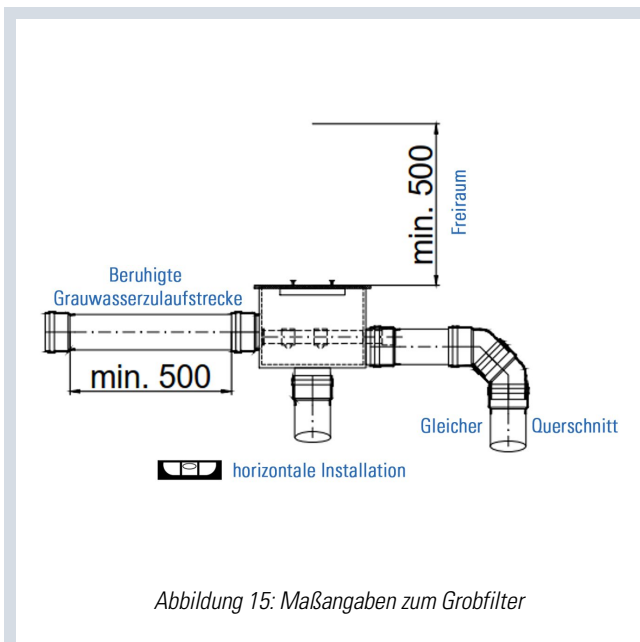 min. 500
Freiraum
Beruhigte
Grauwasserzulaufstrecke
min. 500
Gleicher Querschnitt
horizontale Installation
Abbildung 15: Maßangaben zum Grobfilter